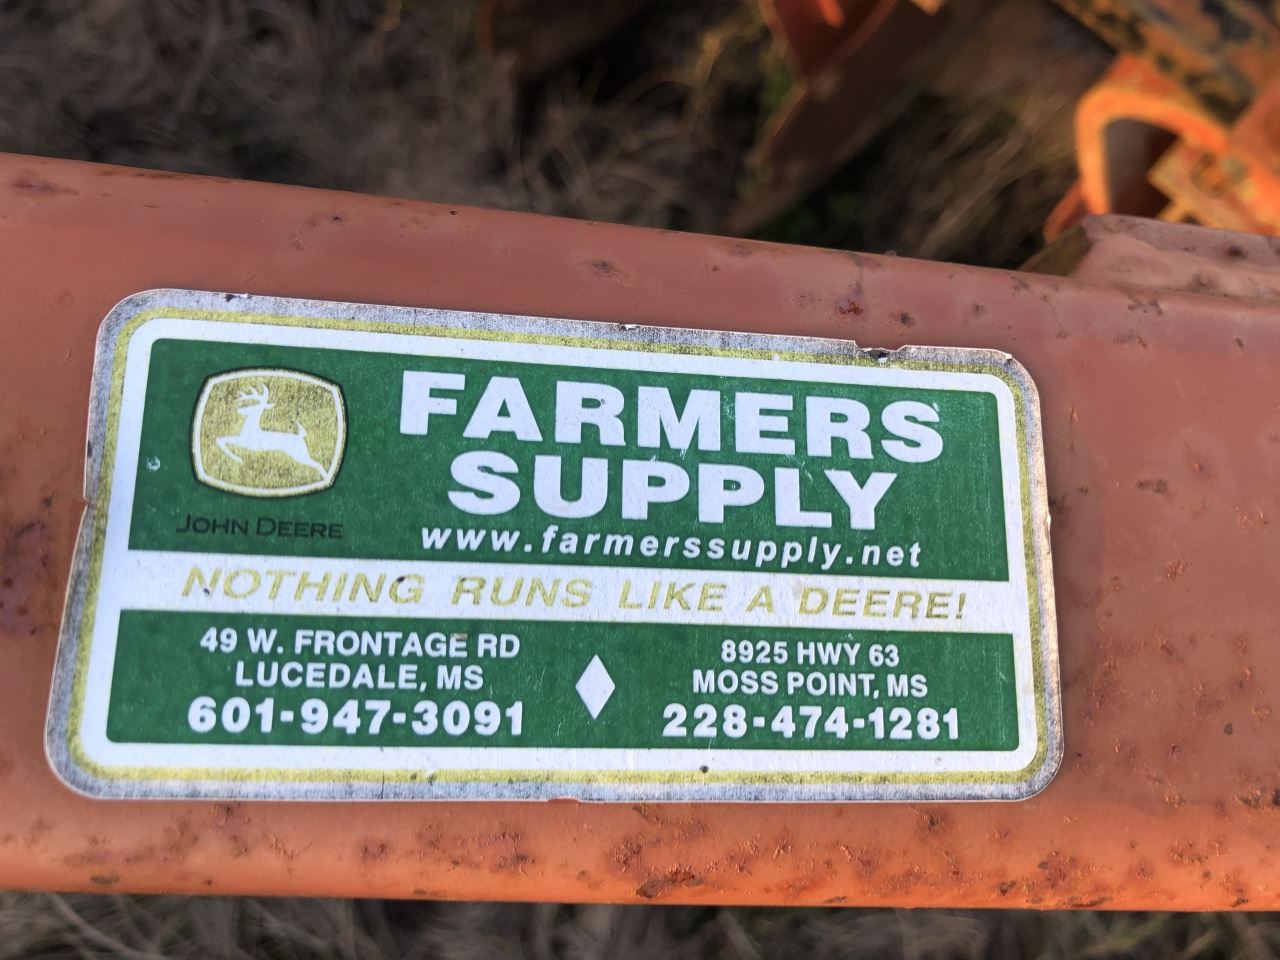 FARMERS
SUPPLY
www.farmerssupply.net
JOHN DEERE
NOTHING RUNS LIKE A DEERE!
49 W. FRONTAGE RD
LUCEDALE, MS
601-947-3091
8925 HWY 63
MOSS POINT, MS
228-474-1281